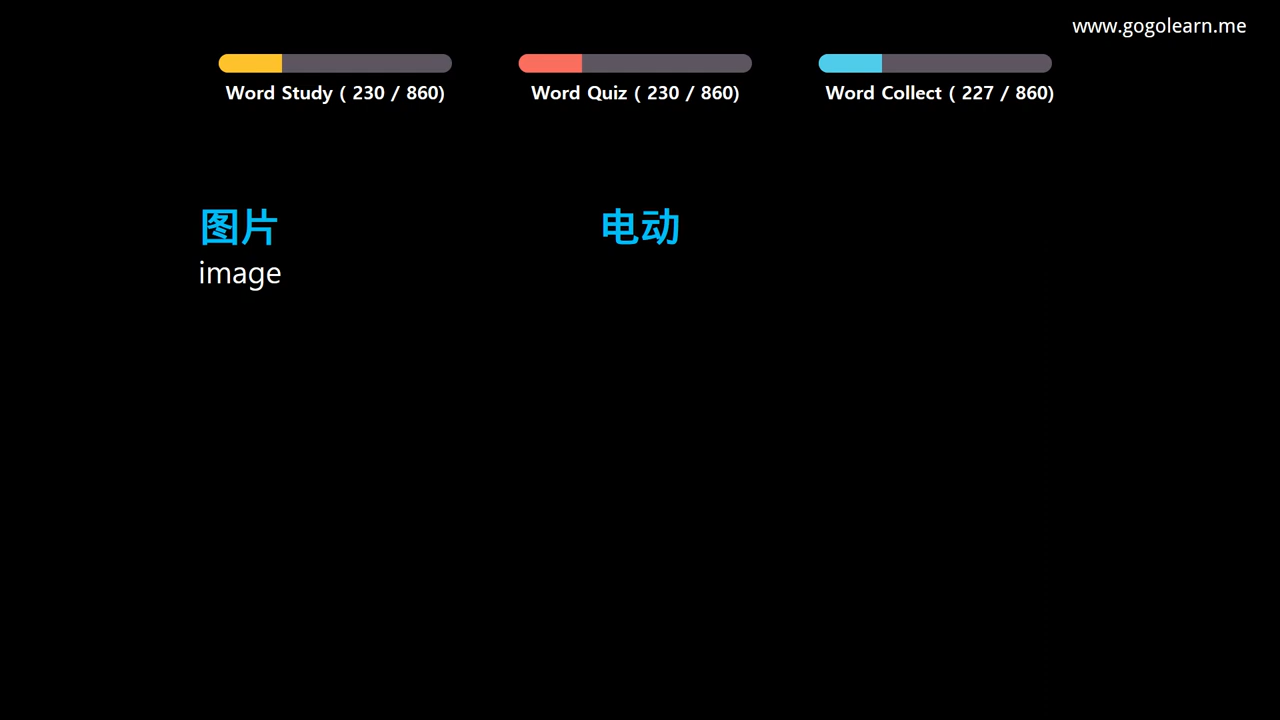 www.gogolearn.me
Word Study ( 230 / 860)
Word Quiz ( 230 / 860)
Word Collect ( 227 / 860)
图片
image
电动